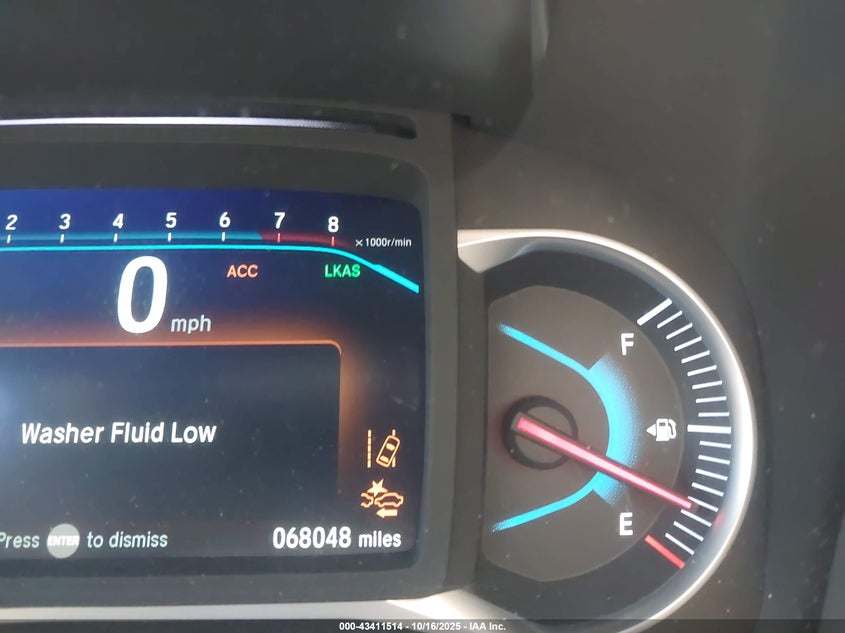 2 3 4 5 6 7 8
×1000r/min
ACC LKAS
0 mph
F
Washer Fluid Low
E
Press ENTER to dismiss
068048 miles
000-43411514 - 10/16/2025 - IAA Inc.